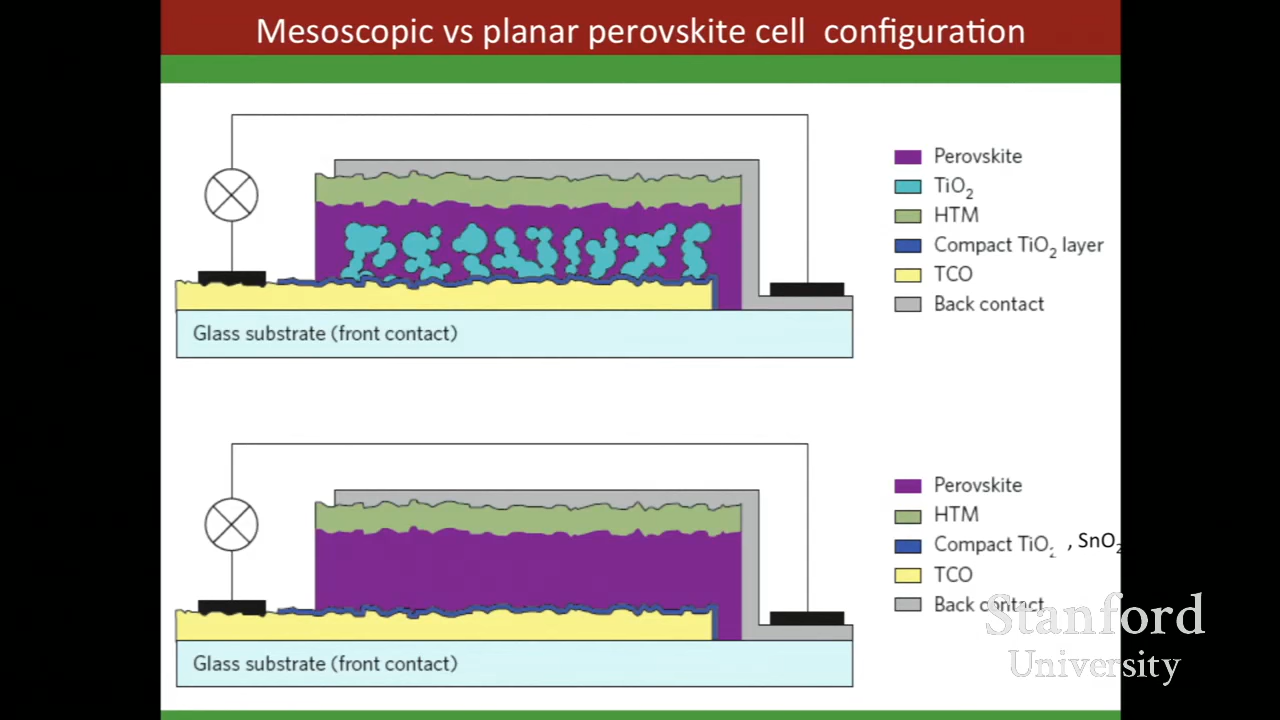 Mesoscopic vs planar perovskite cell configuration
Perovskite
TiO2
HTM
Compact TiO2 layer
TCO
Back contact
Glass substrate (front contact)
Perovskite
HTM
Compact TiO2 , SnO2
TCO
Back contact
Glass substrate (front contact)
Stanford
University